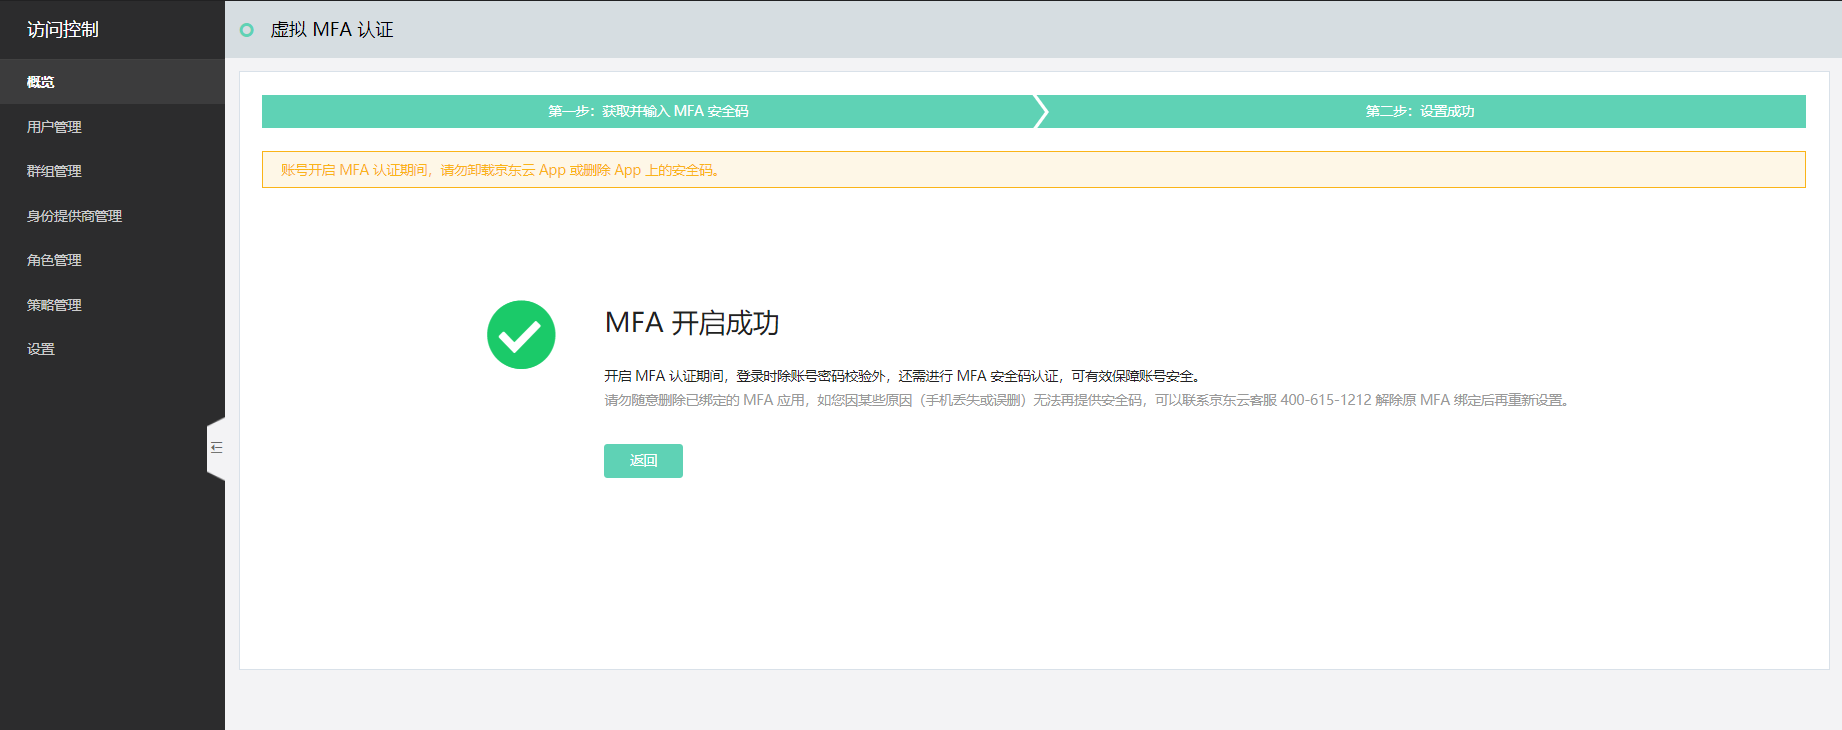 访问控制
概览
用户管理
群组管理
身份提供商管理
角色管理
策略管理
设置
虚拟 MFA 认证
第一步：获取并输入 MFA 安全码
第二步：设置成功
账号开启 MFA 认证期间，请勿卸载京东云 App 或删除 App 上的安全码。
MFA 开启成功
开启 MFA 认证期间，登录时除账号密码校验外，还需进行 MFA 安全码认证，可有效保障账号安全。
请勿随意删除已绑定的 MFA 应用，如您因某些原因（手机丢失或误删）无法再提供安全码，可以联系京东云客服 400-615-1212 解除原 MFA 绑定后再重新设置。
返回